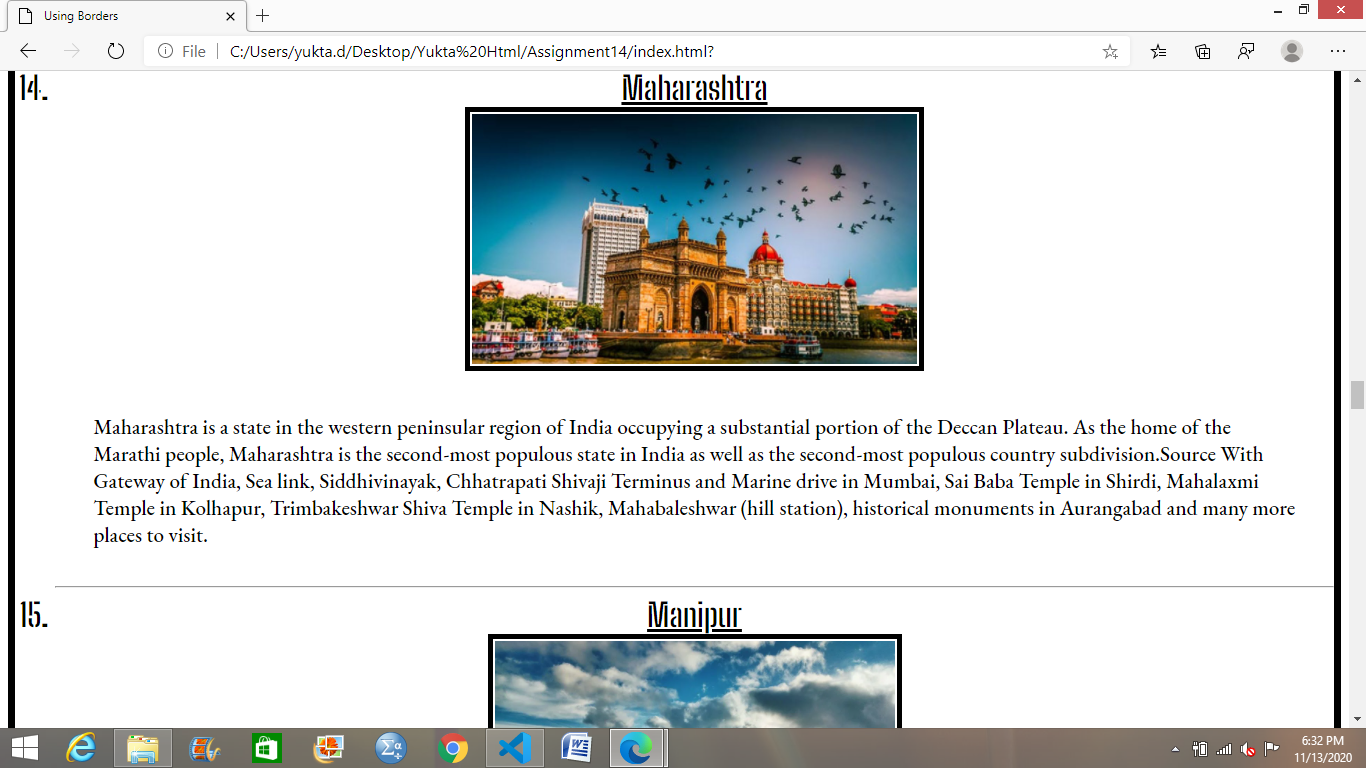 Using Borders
File
C:/Users/yukta.d/Desktop/Yukta%20Html/Assignment14/index.html?
14.
Maharashtra
Maharashtra is a state in the western peninsular region of India occupying a substantial portion of the Deccan Plateau. As the home of the
Marathi people, Maharashtra is the second-most populous state in India as well as the second-most populous country subdivision.Source With
Gateway of India, Sea link, Siddhivinayak, Chhatrapati Shivaji Terminus and Marine drive in Mumbai, Sai Baba Temple in Shirdi, Mahalaxmi
Temple in Kolhapur, Trimbakeshwar Shiva Temple in Nashik, Mahabaleshwar (hill station), historical monuments in Aurangabad and many more
places to visit.
15.
Manipur
6:32 PM
11/13/2020